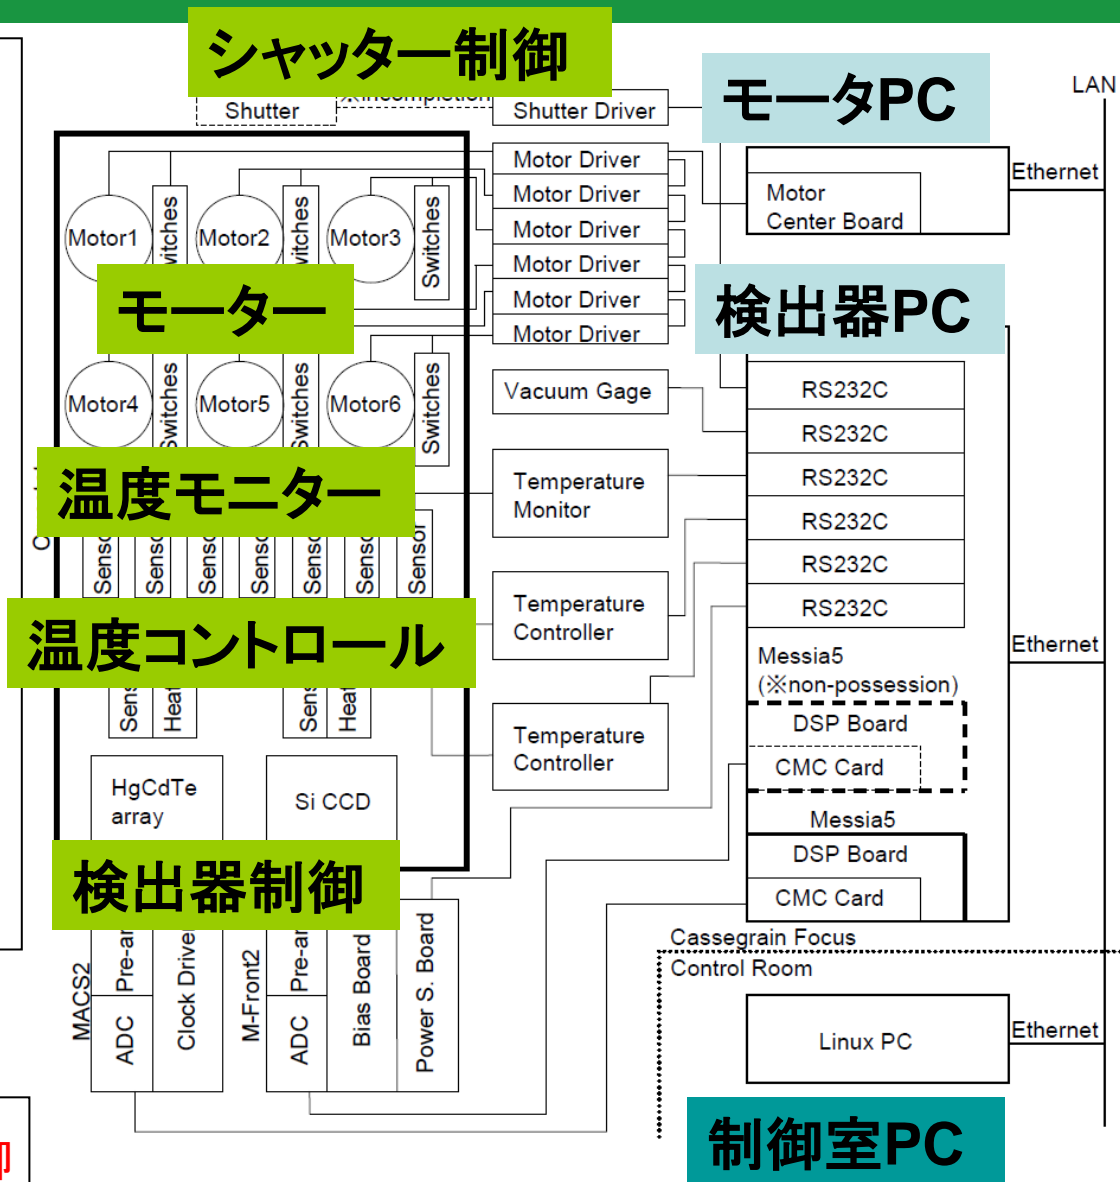 シャッター制御
Shutter
※incompletion
Shutter Driver
モータPC
LAN
Motor Driver
Motor Driver
Motor Driver
Motor Driver
Motor Driver
Motor Driver
Motor
Center Board
Ethernet
Motor1
Motor2
Switches
Motor3
Switches
モーター
検出器PC
Motor4
Switches
Motor5
Switches
Motor6
Switches
Vacuum Gage
RS232C
RS232C
RS232C
RS232C
RS232C
RS232C
温度モニター
Temperature
Monitor
Sensor
温度コントロール
Temperature
Controller
Ethernet
Messia5
(※non-possession)
DSP Board
CMC Card
Temperature
Controller
HgCdTe
array
Si CCD
Messia5
DSP Board
CMC Card
検出器制御
MACS2
ADC
Clock Driver
M-Front2
ADC
Bias Board
Power S. Board
Cassegrain Focus
Control Room
Linux PC
Ethernet
制御室PC